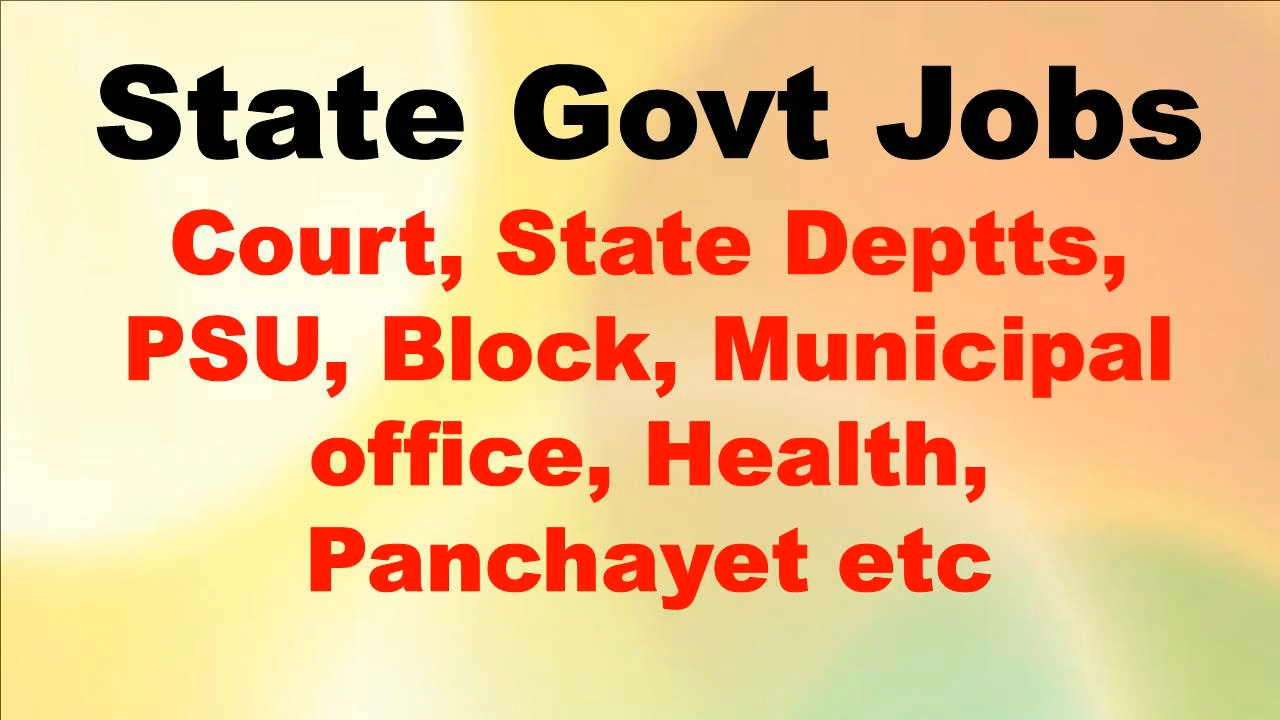 State Govt Jobs
Court, State Deptts,
PSU, Block, Municipal
office, Health,
Panchayet etc